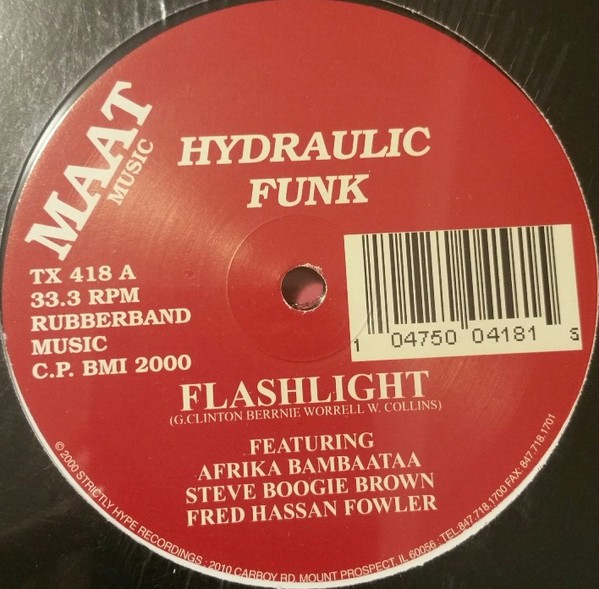 MAAT
MUSIC
HYDRAULIC
FUNK
TX 418 A
33.3 RPM
RUBBERBAND
MUSIC
C.P. BMI 2000
1 04750 04181 5
FLASHLIGHT
(G.CLINTON BERRNIE WORRELL W. COLLINS)
FEATURING
AFRIKA BAMBAATAA
STEVE BOOGIE BROWN
FRED HASSAN FOWLER
© 2000 STRICTLY HYPE RECORDINGS : 2010 CARBOY RD, MOUNT PROSPECT, IL 60056 : TEL.847.718.1700 FAX. 847.718.1701